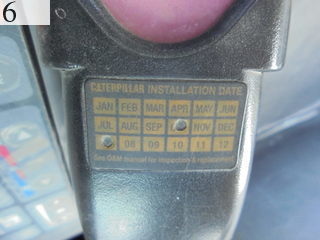 6
CATERPILLAR INSTALLATION DATE
JAN FEB MAR APR MAY JUN
JUL AUG SEP NOV DEC
08 09 10 11 12
See O&M manual for inspection & replacement.